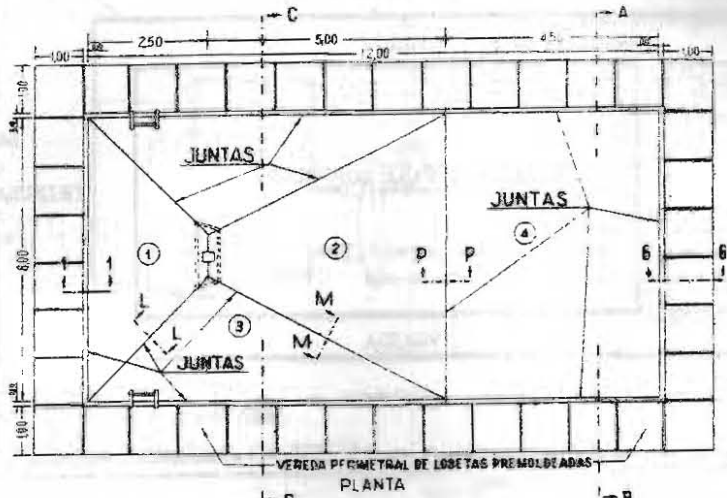 C
A
1,00
2,50
5,00
4,50
1,00
12,00
1,00
JUNTAS
JUNTAS
1
2
4
P P
6,00
1 1
6 6
L
L
3
M
M
JUNTAS
1,00
VEREDA PERIMETRAL DE LOSETAS PREMOLDEADAS
PLANTA
B